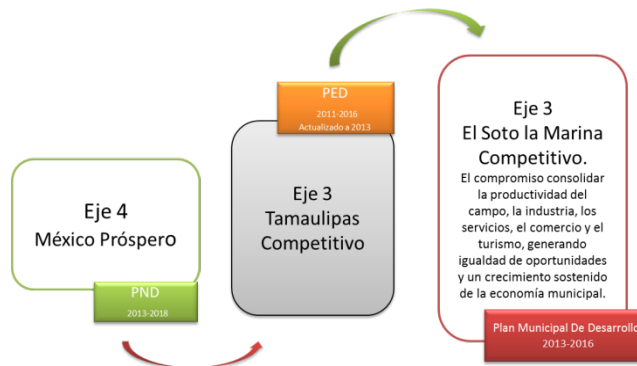 Eje 4
México Próspero
PND
2013-2018
PED
2011-2016
Actualizado a 2013
Eje 3
Tamaulipas
Competitivo
Eje 3
El Soto la Marina
Competitivo.
El compromiso consolidar
la productividad del
campo, la industria, los
servicios, el comercio y el
turismo, generando
igualdad de oportunidades
y un crecimiento sostenido
de la economía municipal.
Plan Municipal De Desarrollo
2013-2016